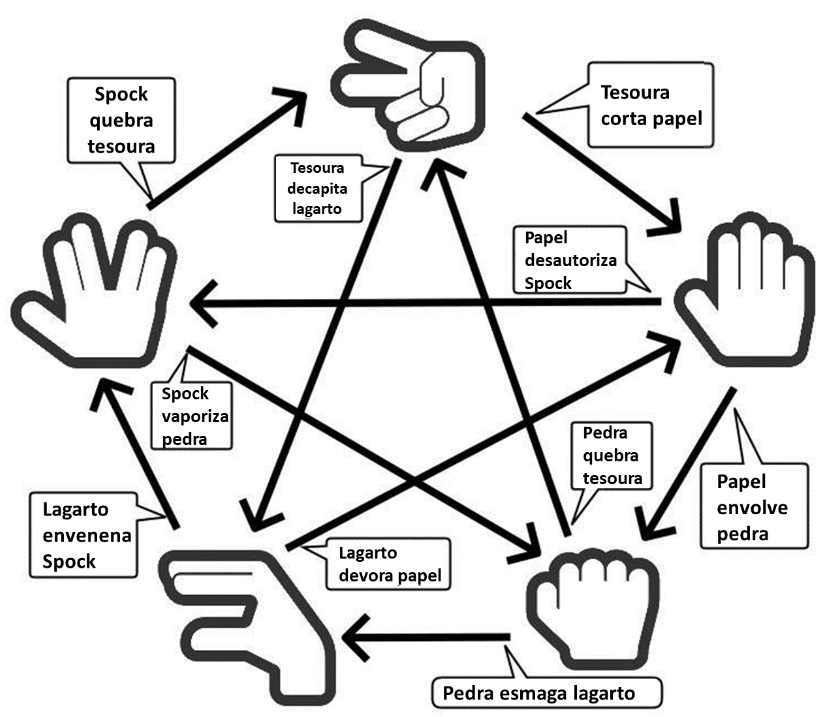 Spock
quebra
tesoura
Tesoura
corta papel
Tesoura
decapita
lagarto
Papel
desautoriza
Spock
Spock
vaporiza
pedra
Pedra
quebra
tesoura
Papel
envolve
pedra
Lagarto
envenena
Spock
Lagarto
devora papel
Pedra esmaga lagarto